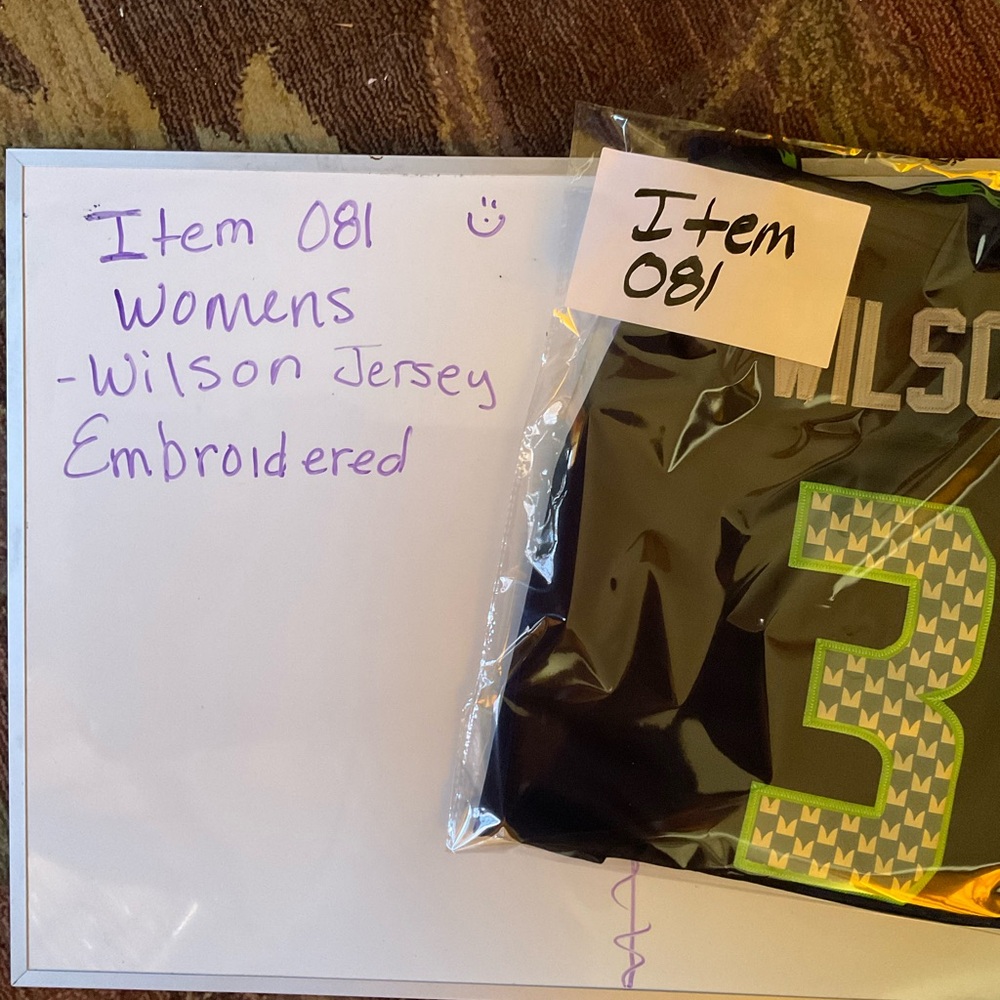 Item 081
Womens
-Wilson Jersey
Embroidered
Item
081
WILSO
3